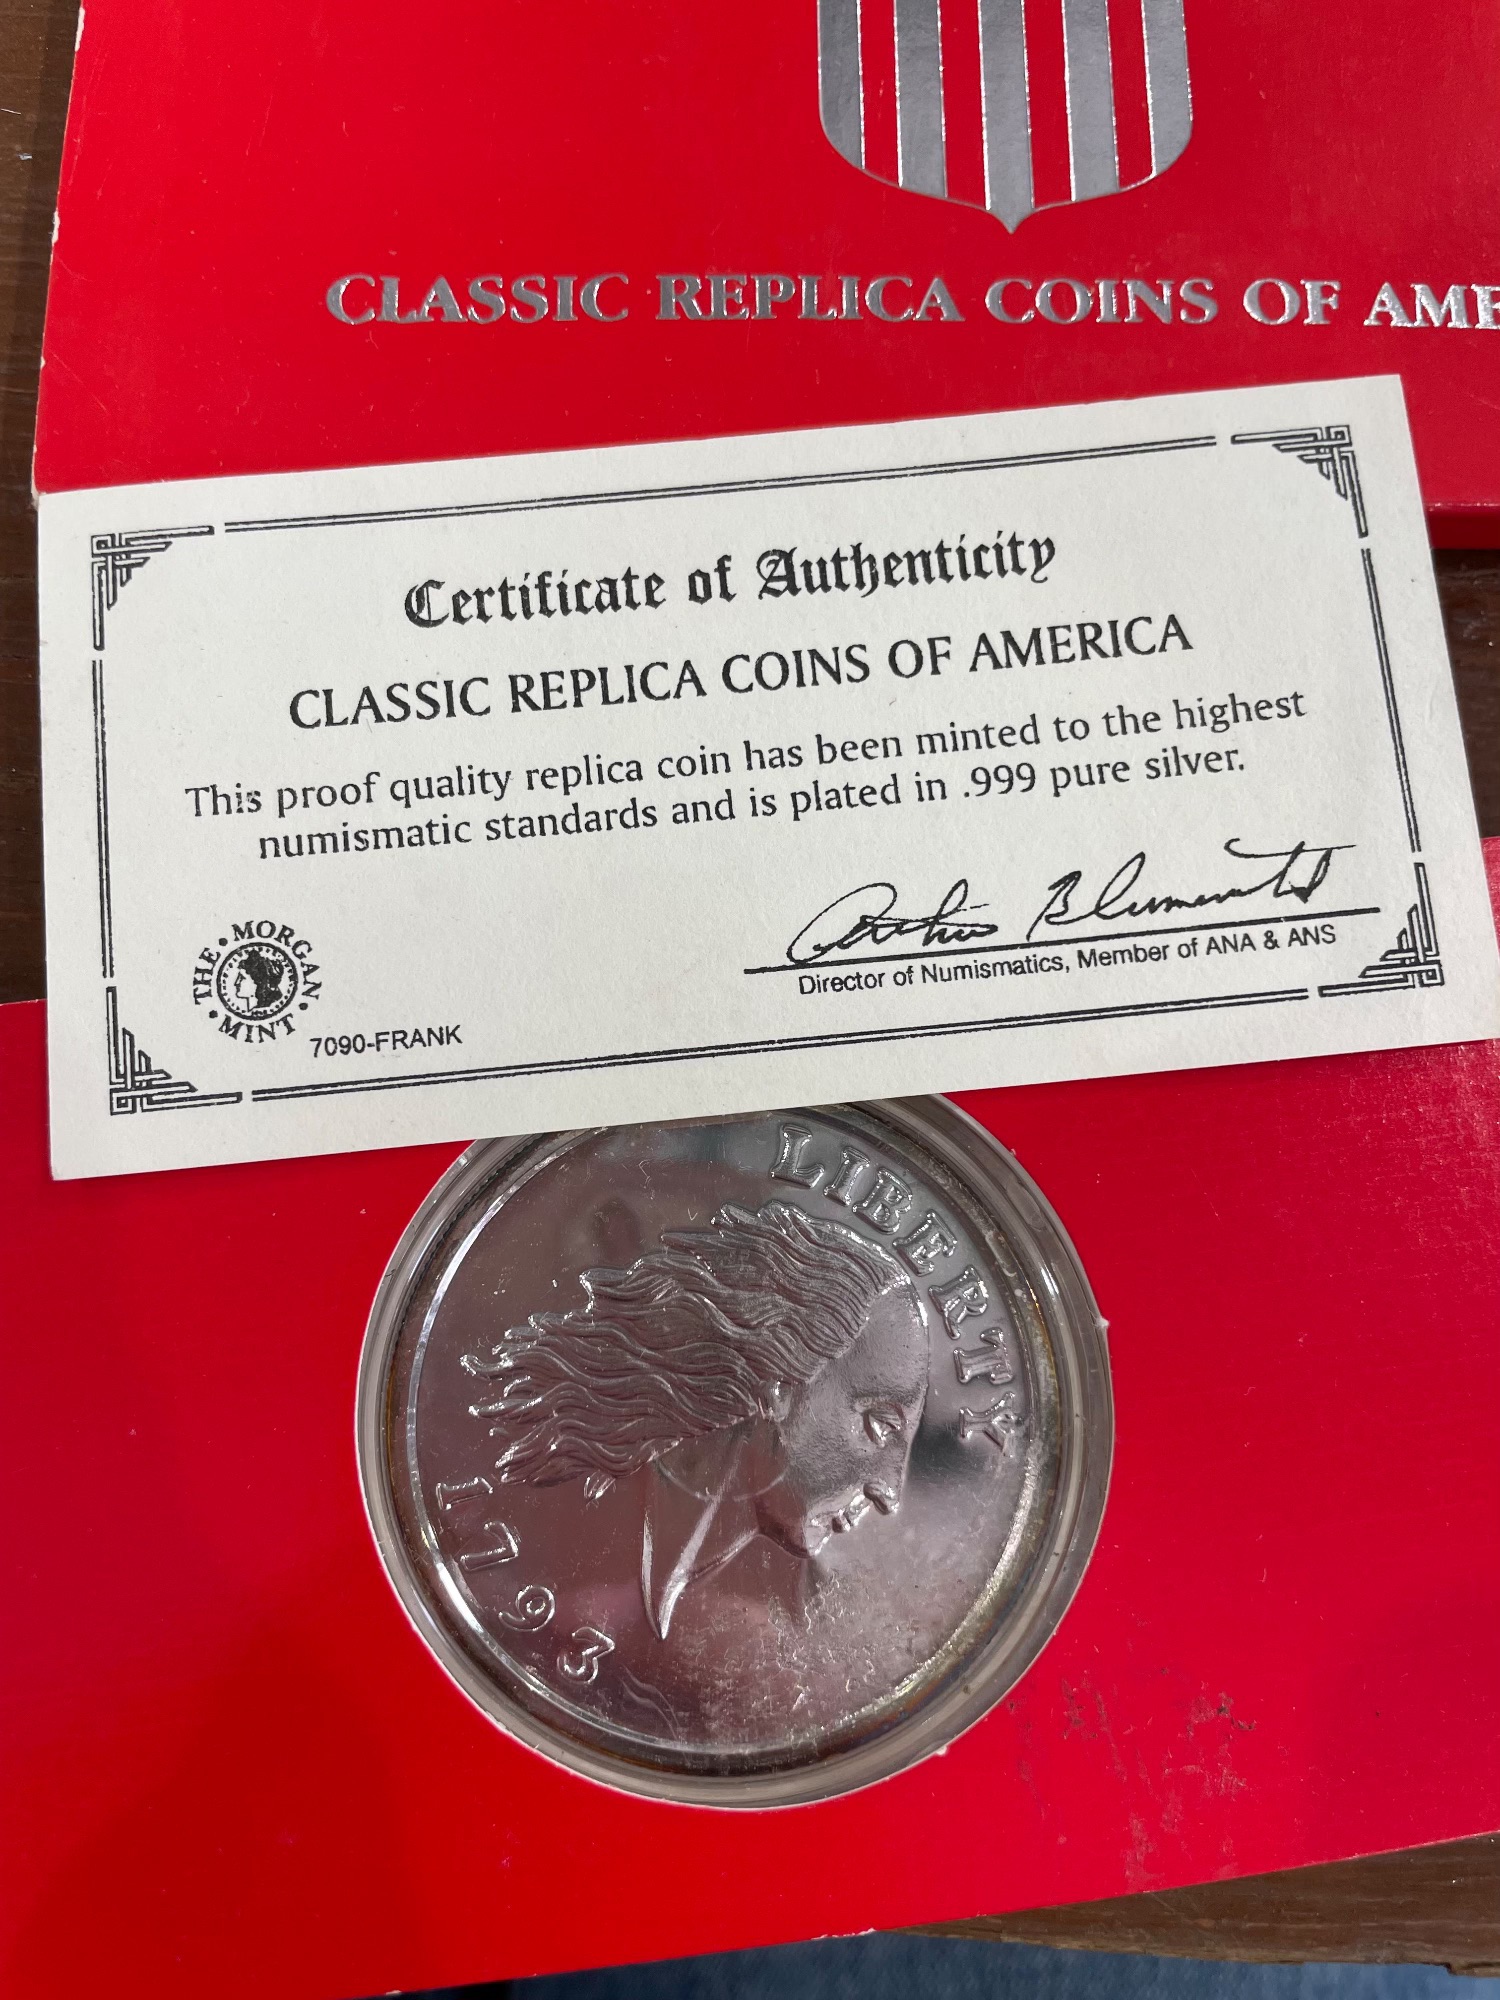 CLASSIC REPLICA COINS OF AME
Certificate of Authenticity
CLASSIC REPLICA COINS OF AMERICA
This proof quality replica coin has been minted to the highest
numismatic standards and is plated in .999 pure silver.
Director of Numismatics, Member of ANA & ANS
THE • MORGAN • MINT •
7090-FRANK
LIBERTY
1793